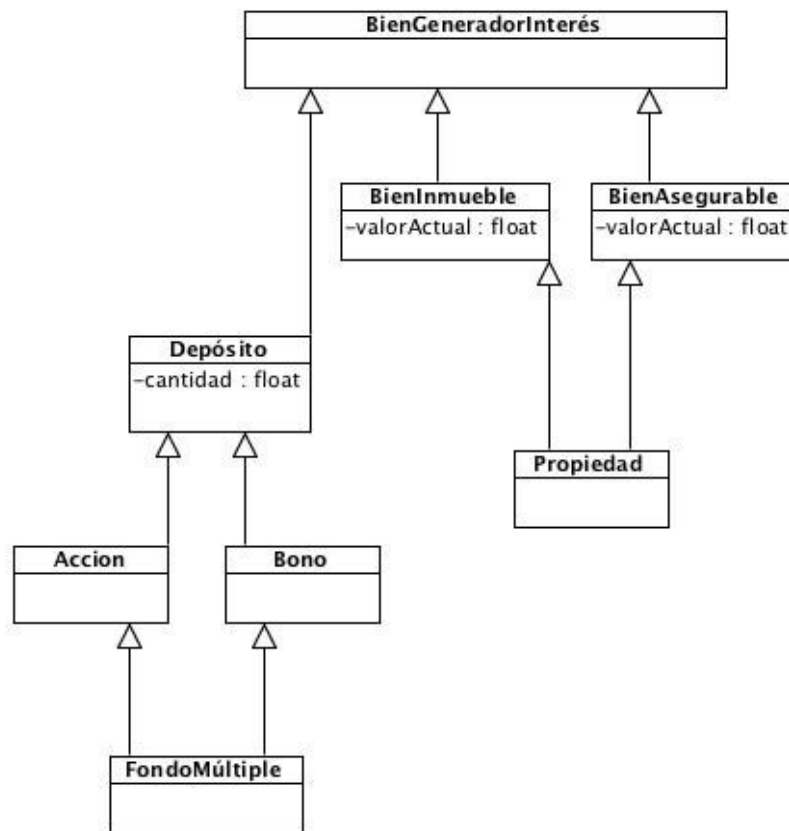 BienGeneradorInterés
BienInmueble
-valorActual : float
BienAsegurable
-valorActual : float
Depósito
-cantidad : float
Propiedad
Accion
Bono
FondoMúltiple